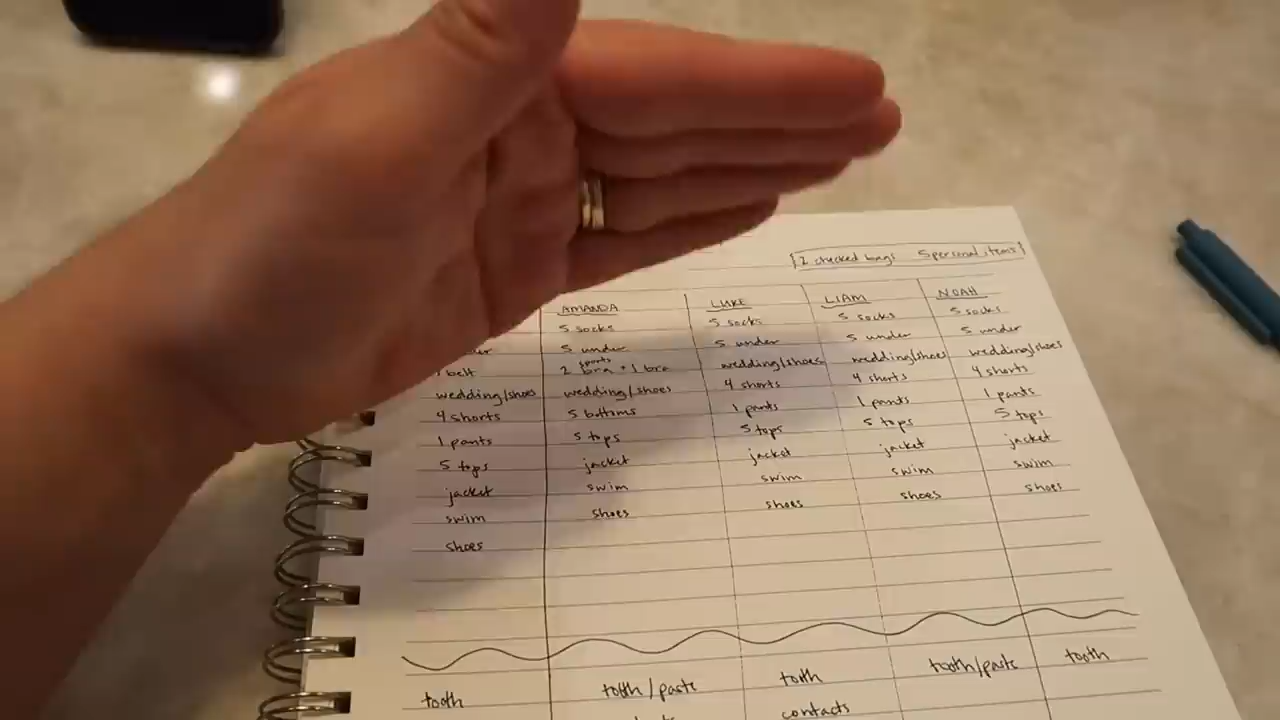 2 checked bags 5 personal items
AMANDA LUKE LIAM NOAH
5 socks 5 socks 5 socks 5 socks
5 under 5 under 5 under 5 under
1 belt 2 sports bra + 1 bra wedding/shoes wedding/shoes wedding/shoes
wedding/shoes wedding/shoes 4 shorts 4 shorts 4 shorts
4 shorts 5 bottoms 1 pants 1 pants 1 pants
1 pants 5 tops 5 tops 5 tops 5 tops
5 tops jacket jacket jacket jacket
jacket swim swim swim swim
swim shoes shoes shoes shoes
shoes
tooth tooth/paste tooth tooth/paste tooth
contacts